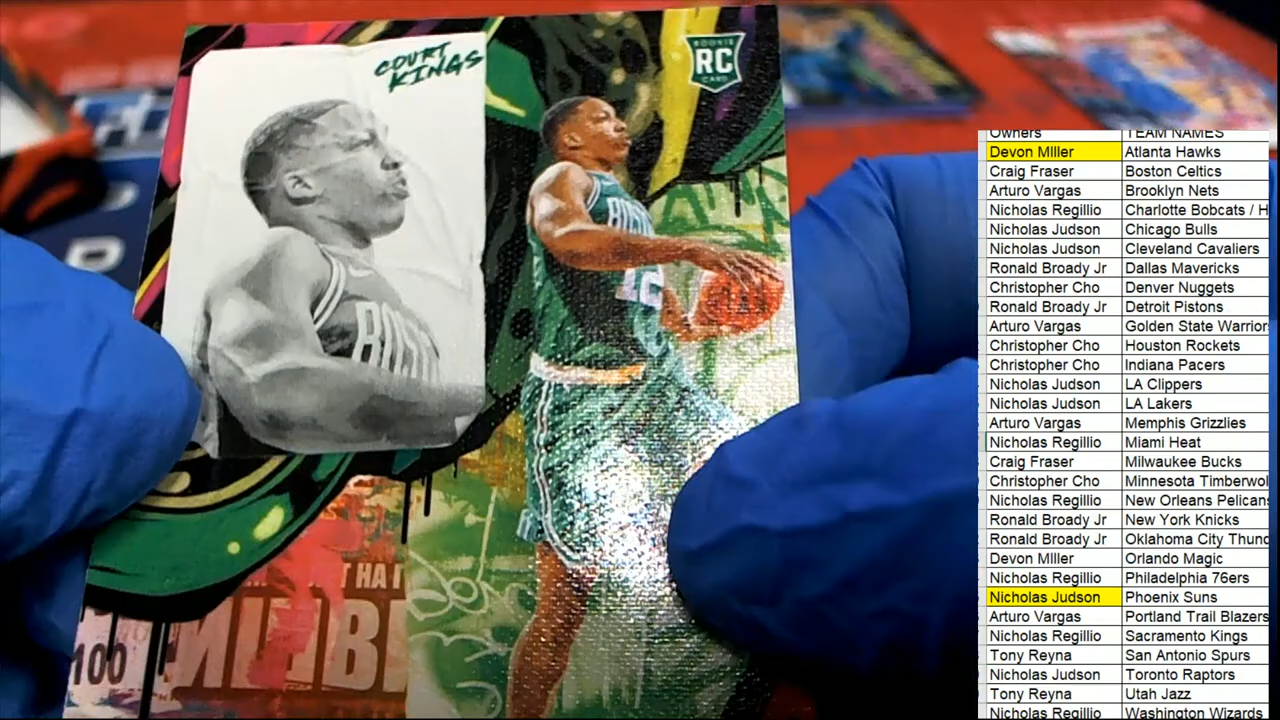 COURT
KINGS
ROOKIE
RC
CARD
BOS
12
BOST
100
Owners TEAM NAMES
Devon MIller Atlanta Hawks
Craig Fraser Boston Celtics
Arturo Vargas Brooklyn Nets
Nicholas Regillio Charlotte Bobcats / H
Nicholas Judson Chicago Bulls
Nicholas Judson Cleveland Cavaliers
Ronald Broady Jr Dallas Mavericks
Christopher Cho Denver Nuggets
Ronald Broady Jr Detroit Pistons
Arturo Vargas Golden State Warriors
Christopher Cho Houston Rockets
Christopher Cho Indiana Pacers
Nicholas Judson LA Clippers
Nicholas Judson LA Lakers
Arturo Vargas Memphis Grizzlies
Nicholas Regillio Miami Heat
Craig Fraser Milwaukee Bucks
Christopher Cho Minnesota Timberwol
Nicholas Regillio New Orleans Pelicans
Ronald Broady Jr New York Knicks
Ronald Broady Jr Oklahoma City Thund
Devon MIller Orlando Magic
Nicholas Regillio Philadelphia 76ers
Nicholas Judson Phoenix Suns
Arturo Vargas Portland Trail Blazers
Nicholas Regillio Sacramento Kings
Tony Reyna San Antonio Spurs
Nicholas Judson Toronto Raptors
Tony Reyna Utah Jazz
Nicholas Regillio Washington Wizards